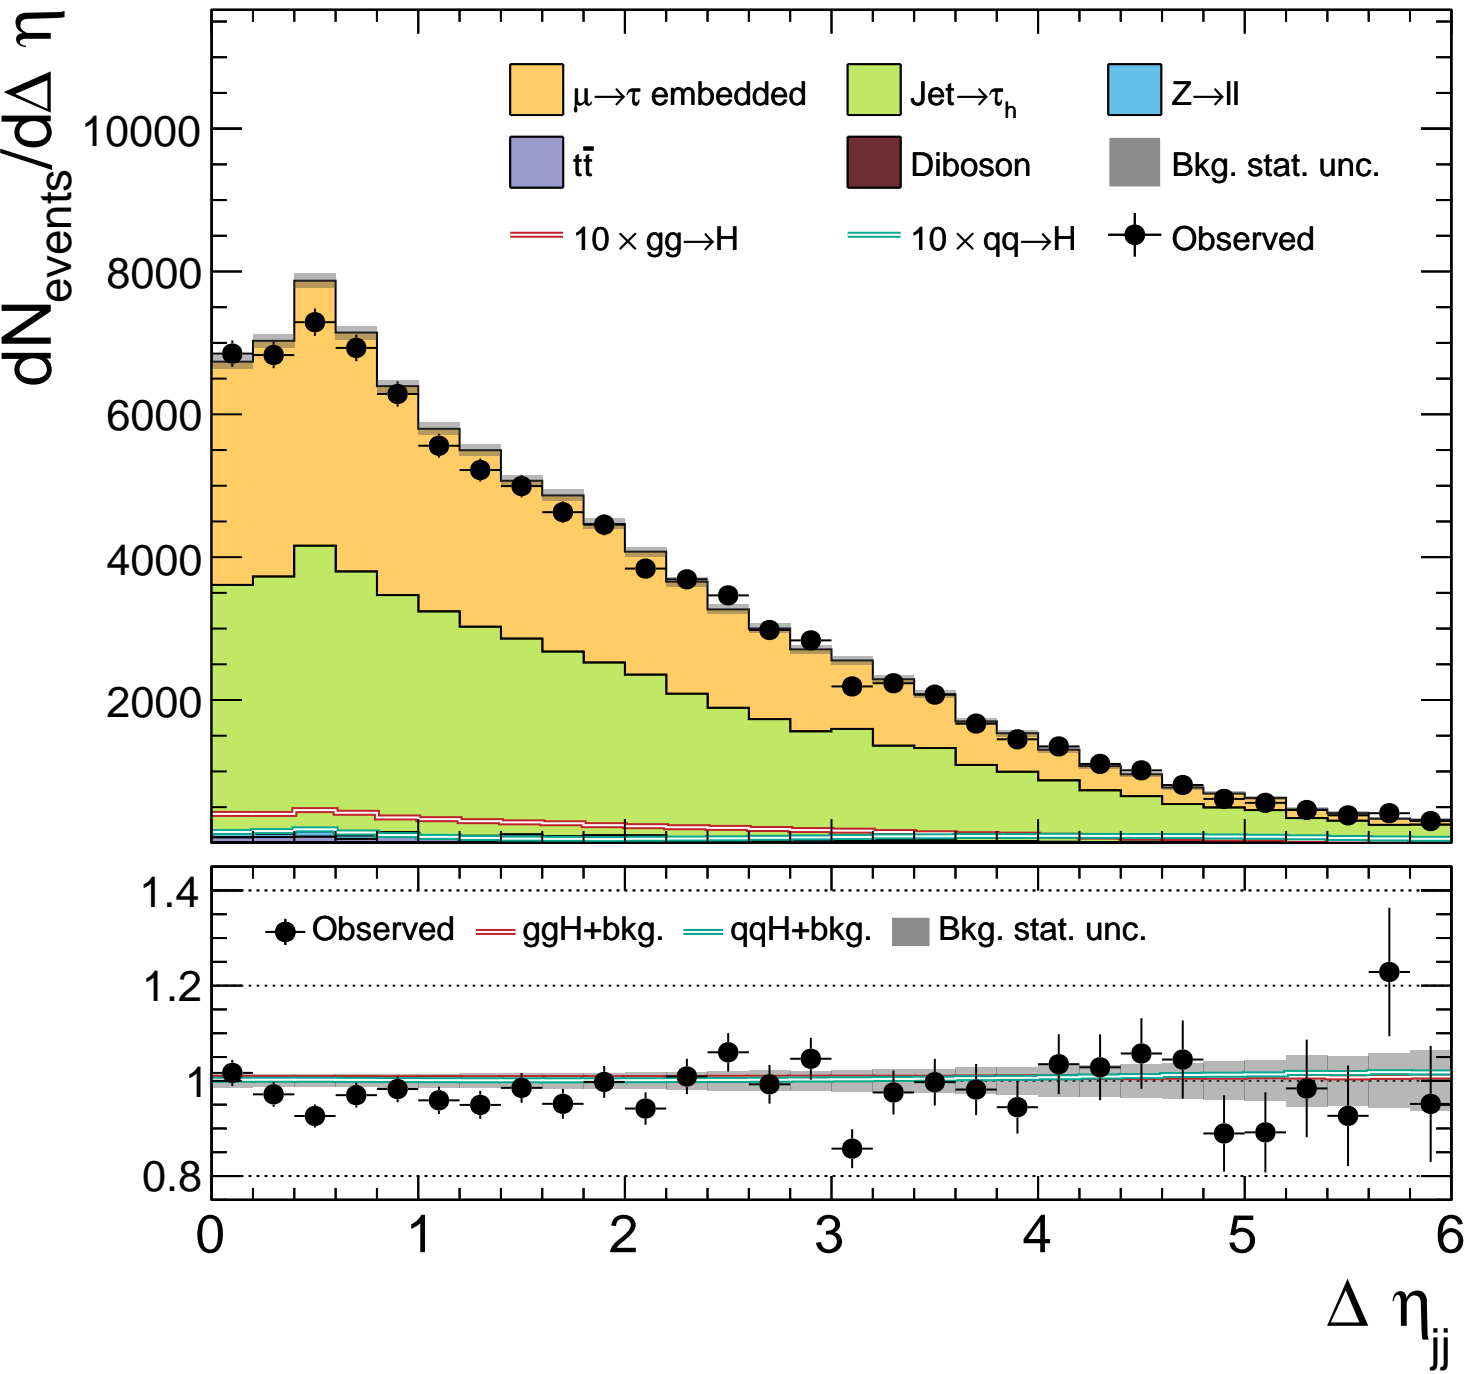 dN_events/dΔ η
10000
8000
6000
4000
2000
μ→τ embedded
Jet→τ_h
Z→ll
tt̄
Diboson
Bkg. stat. unc.
10 × gg→H
10 × qq→H
Observed
1.4
1.2
1
0.8
Observed
ggH+bkg.
qqH+bkg.
Bkg. stat. unc.
0 1 2 3 4 5 6
Δ η_jj